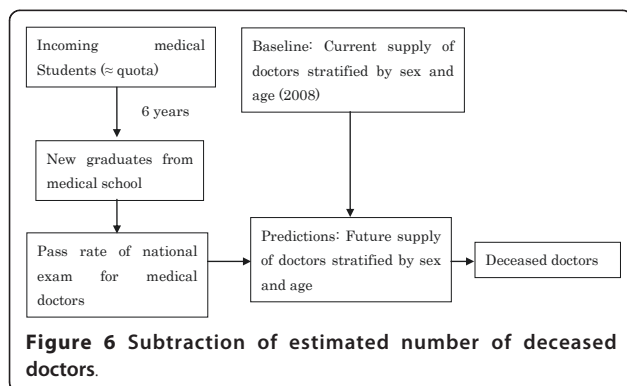 Incoming medical
Students (≈ quota)
6 years
New graduates from
medical school
Pass rate of national
exam for medical
doctors
Baseline: Current supply of
doctors stratified by sex and
age (2008)
Predictions: Future supply
of doctors stratified by sex
and age
Deceased doctors
Figure 6 Subtraction of estimated number of deceased
doctors.